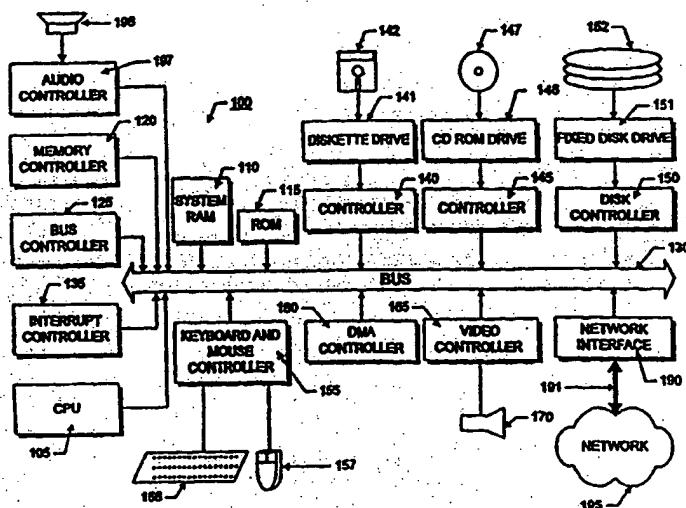 196
197
AUDIO
CONTROLLER
120
MEMORY
CONTROLLER
125
BUS
CONTROLLER
135
INTERRUPT
CONTROLLER
CPU
105
100
110
SYSTEM
RAM
115
ROM
142
141
DISKETTE DRIVE
140
CONTROLLER
147
146
CD ROM DRIVE
145
CONTROLLER
152
151
FIXED DISK DRIVE
150
DISK
CONTROLLER
130
BUS
KEYBOARD AND
MOUSE
CONTROLLER
155
156
157
160
DMA
CONTROLLER
165
VIDEO
CONTROLLER
170
NETWORK
INTERFACE
190
191
NETWORK
195